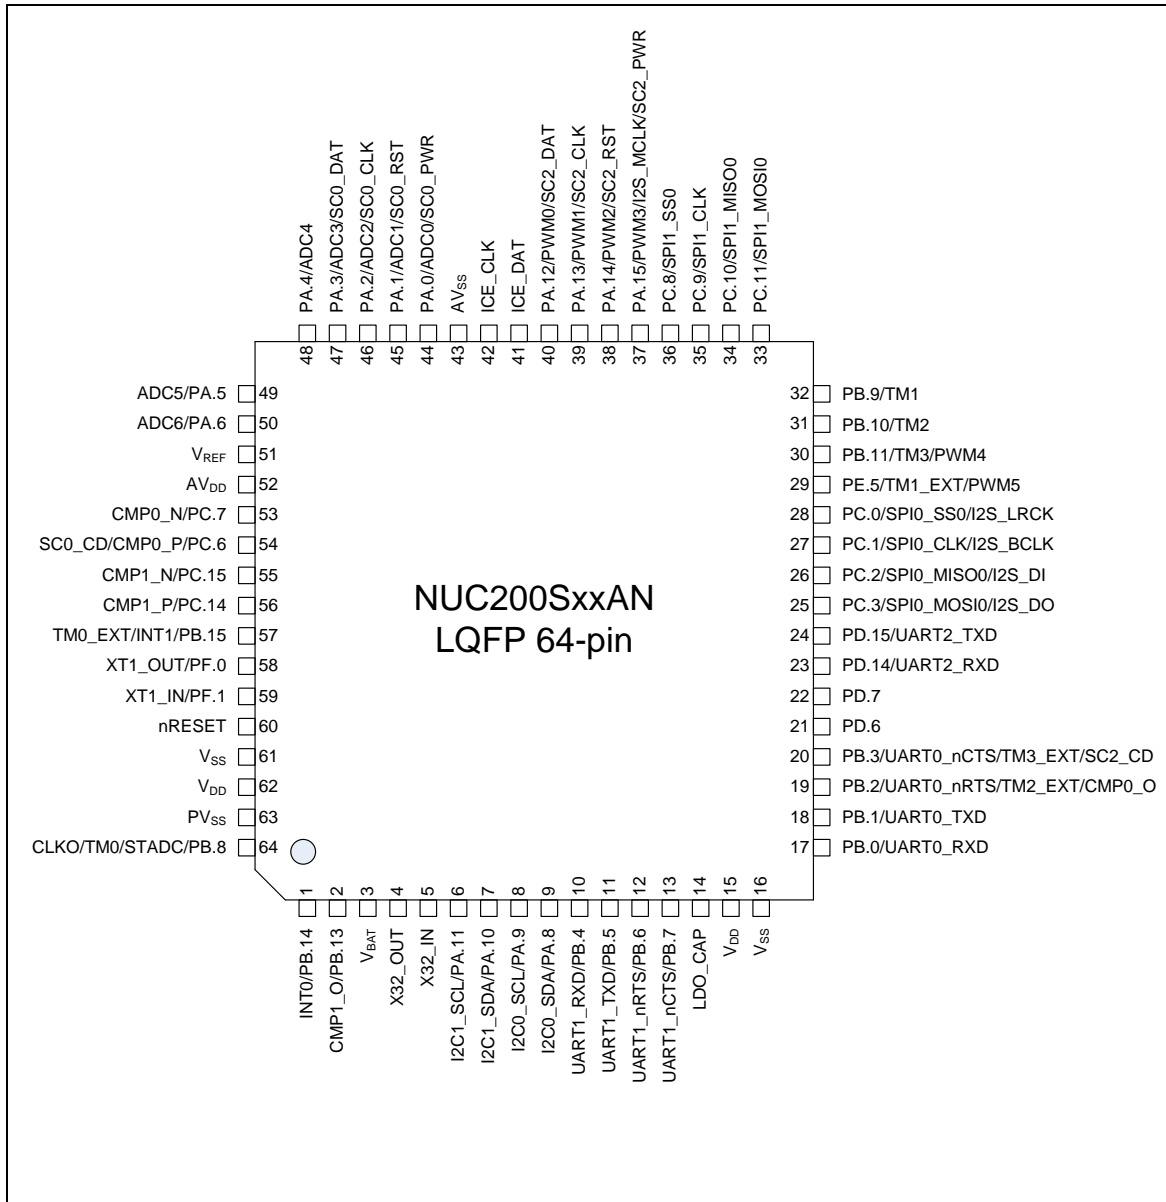 PA.4/ADC4
PA.3/ADC3/SC0_DAT
PA.2/ADC2/SC0_CLK
PA.1/ADC1/SC0_RST
PA.0/ADC0/SC0_PWR
AVSS
ICE_CLK
ICE_DAT
PA.12/PWM0/SC2_DAT
PA.13/PWM1/SC2_CLK
PA.14/PWM2/SC2_RST
PA.15/PWM3/I2S_MCLK/SC2_PWR
PC.8/SPI1_SS0
PC.9/SPI1_CLK
PC.10/SPI1_MISO0
PC.11/SPI1_MOSI0
48
47
46
45
44
43
42
41
40
39
38
37
36
35
34
33
ADC5/PA.5 49
ADC6/PA.6 50
VREF 51
AVDD 52
CMP0_N/PC.7 53
SC0_CD/CMP0_P/PC.6 54
CMP1_N/PC.15 55
CMP1_P/PC.14 56
TM0_EXT/INT1/PB.15 57
XT1_OUT/PF.0 58
XT1_IN/PF.1 59
nRESET 60
VSS 61
VDD 62
PVSS 63
CLKO/TM0/STADC/PB.8 64
NUC200SxxAN
LQFP 64-pin
32 PB.9/TM1
31 PB.10/TM2
30 PB.11/TM3/PWM4
29 PE.5/TM1_EXT/PWM5
28 PC.0/SPI0_SS0/I2S_LRCK
27 PC.1/SPI0_CLK/I2S_BCLK
26 PC.2/SPI0_MISO0/I2S_DI
25 PC.3/SPI0_MOSI0/I2S_DO
24 PD.15/UART2_TXD
23 PD.14/UART2_RXD
22 PD.7
21 PD.6
20 PB.3/UART0_nCTS/TM3_EXT/SC2_CD
19 PB.2/UART0_nRTS/TM2_EXT/CMP0_O
18 PB.1/UART0_TXD
17 PB.0/UART0_RXD
1
2
3
4
5
6
7
8
9
10
11
12
13
14
15
16
INT0/PB.14
CMP1_O/PB.13
VBAT
X32_OUT
X32_IN
I2C1_SCL/PA.11
I2C1_SDA/PA.10
I2C0_SCL/PA.9
I2C0_SDA/PA.8
UART1_RXD/PB.4
UART1_TXD/PB.5
UART1_nRTS/PB.6
UART1_nCTS/PB.7
LDO_CAP
VDD
VSS